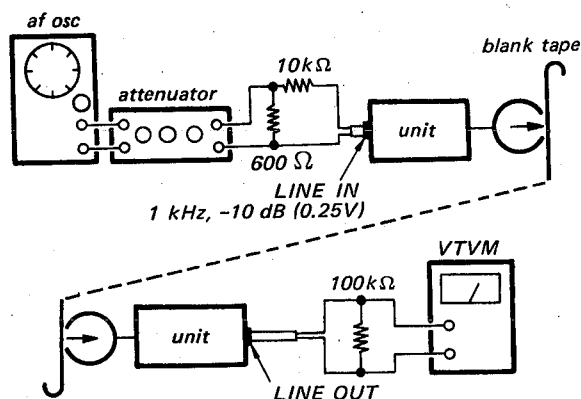 af osc
blank tape
10kΩ
attenuator
unit
600 Ω
LINE IN
1 kHz, -10 dB (0.25V)
VTVM
100kΩ
unit
LINE OUT